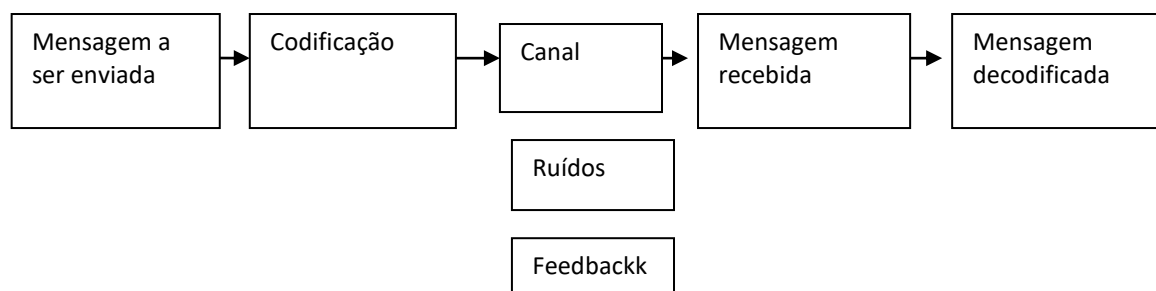 Mensagem a
ser enviada
Codificação
Canal
Mensagem
recebida
Mensagem
decodificada
Ruídos
Feedbackk